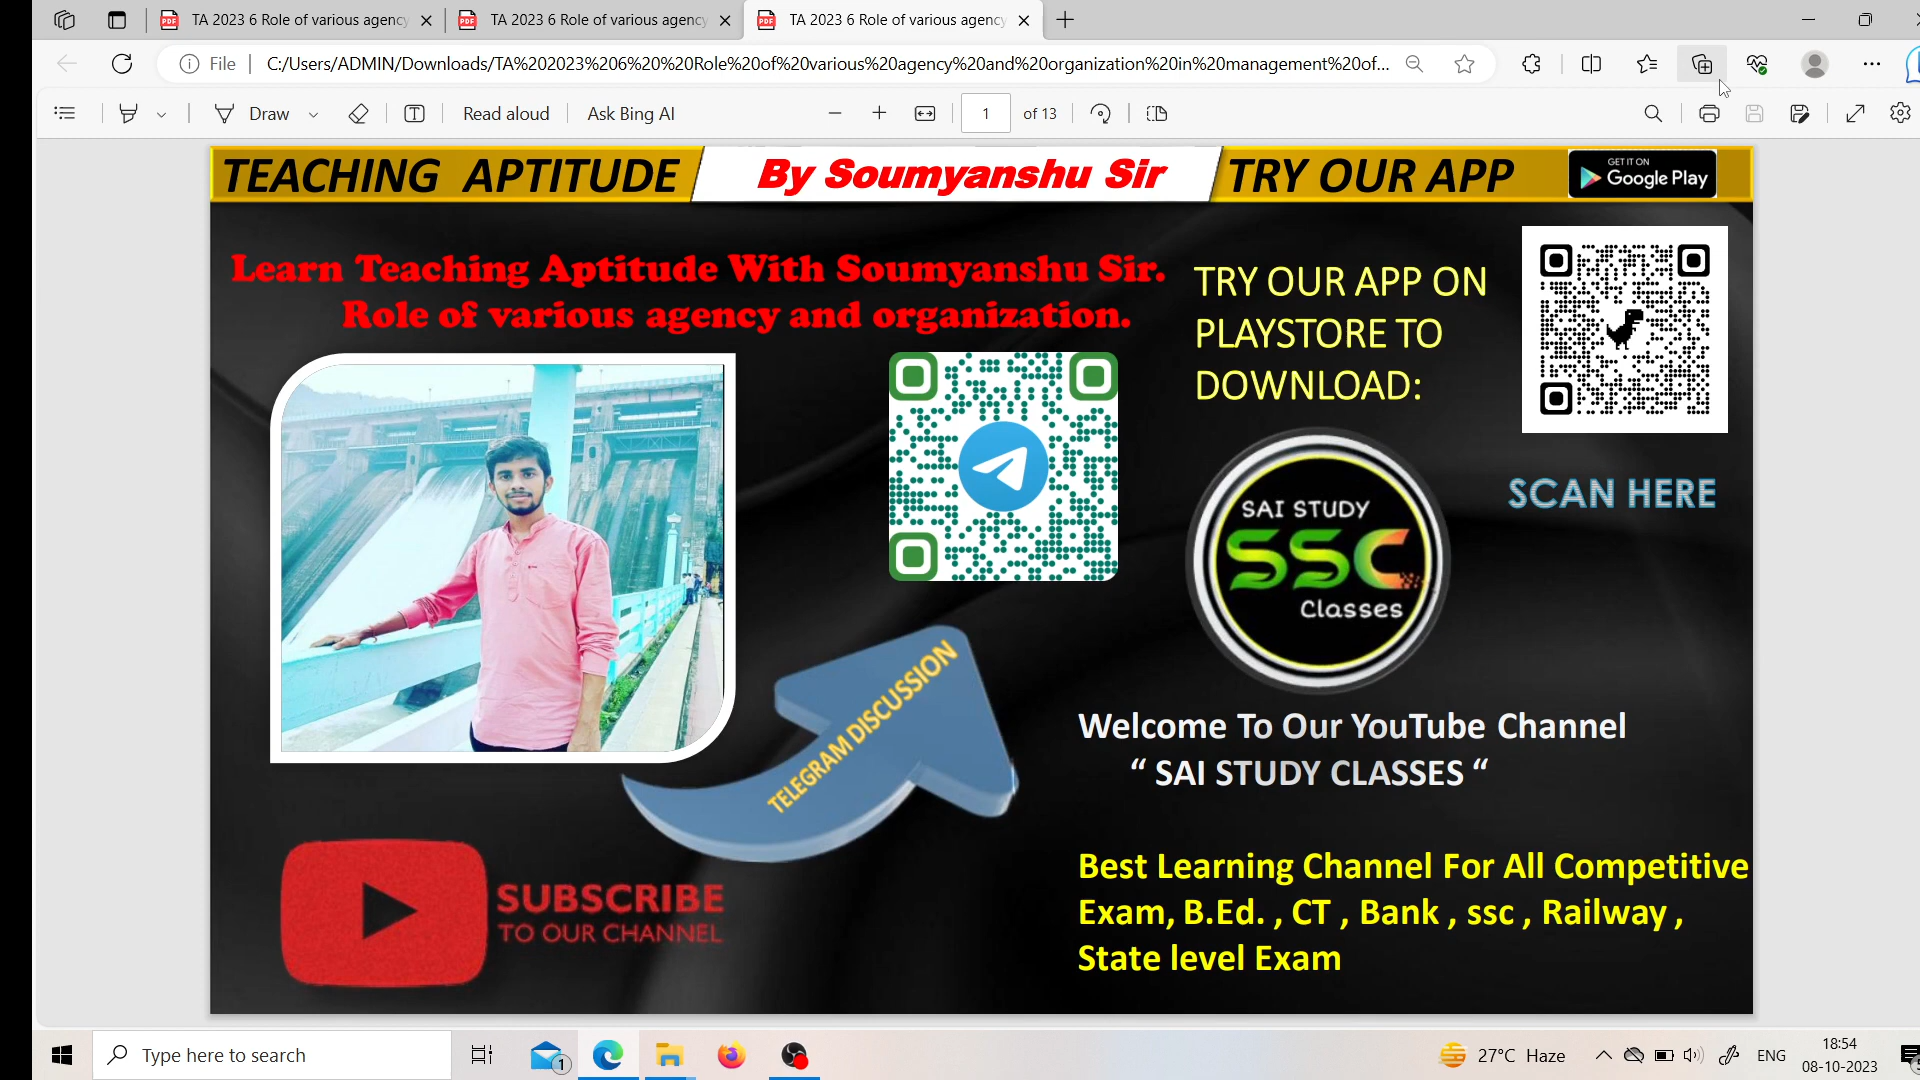 TA 2023 6 Role of various agency
TA 2023 6 Role of various agency
TA 2023 6 Role of various agency
File
C:/Users/ADMIN/Downloads/TA%202023%206%20%20Role%20of%20various%20agency%20and%20organization%20in%20management%20of...
Draw
Read aloud
Ask Bing AI
1
of 13
TEACHING APTITUDE
By Soumyanshu Sir
TRY OUR APP
GET IT ON
Google Play
Learn Teaching Aptitude With Soumyanshu Sir.
Role of various agency and organization.
TRY OUR APP ON
PLAYSTORE TO
DOWNLOAD:
SCAN HERE
SAI STUDY
SSC
Classes
TELEGRAM DISCUSSION
Welcome To Our YouTube Channel
“ SAI STUDY CLASSES “
SUBSCRIBE
TO OUR CHANNEL
Best Learning Channel For All Competitive
Exam, B.Ed. , CT , Bank , ssc , Railway ,
State level Exam
Type here to search
1
27°C Haze
ENG
18:54
08-10-2023